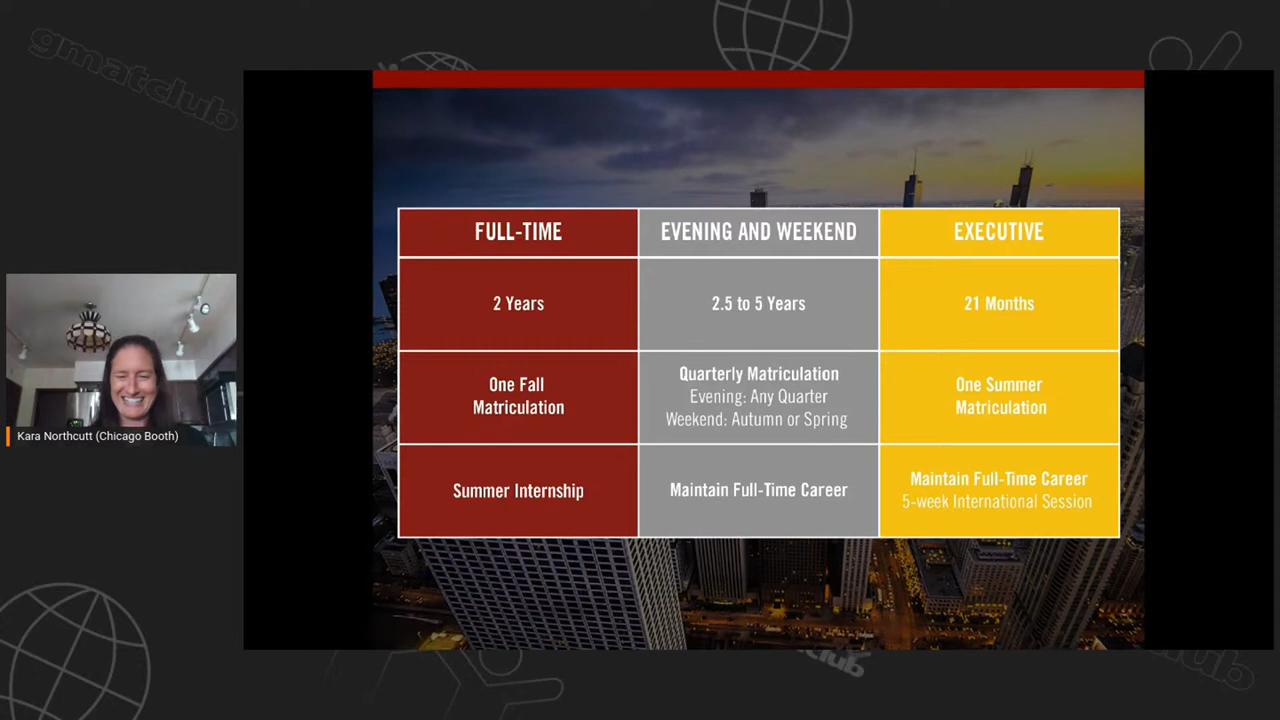 gmatclub
FULL-TIME
EVENING AND WEEKEND
EXECUTIVE
2 Years
2.5 to 5 Years
21 Months
One Fall
Matriculation
Quarterly Matriculation
Evening: Any Quarter
Weekend: Autumn or Spring
One Summer
Matriculation
Summer Internship
Maintain Full-Time Career
Maintain Full-Time Career
5-week International Session
Kara Northcutt (Chicago Booth)